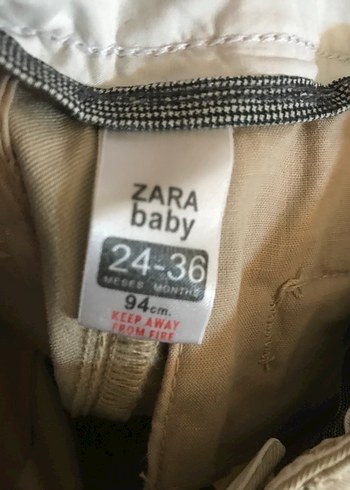 ZARA
baby
24-36
MESES MONTHS
94cm.
KEEP AWAY
FROM FIRE